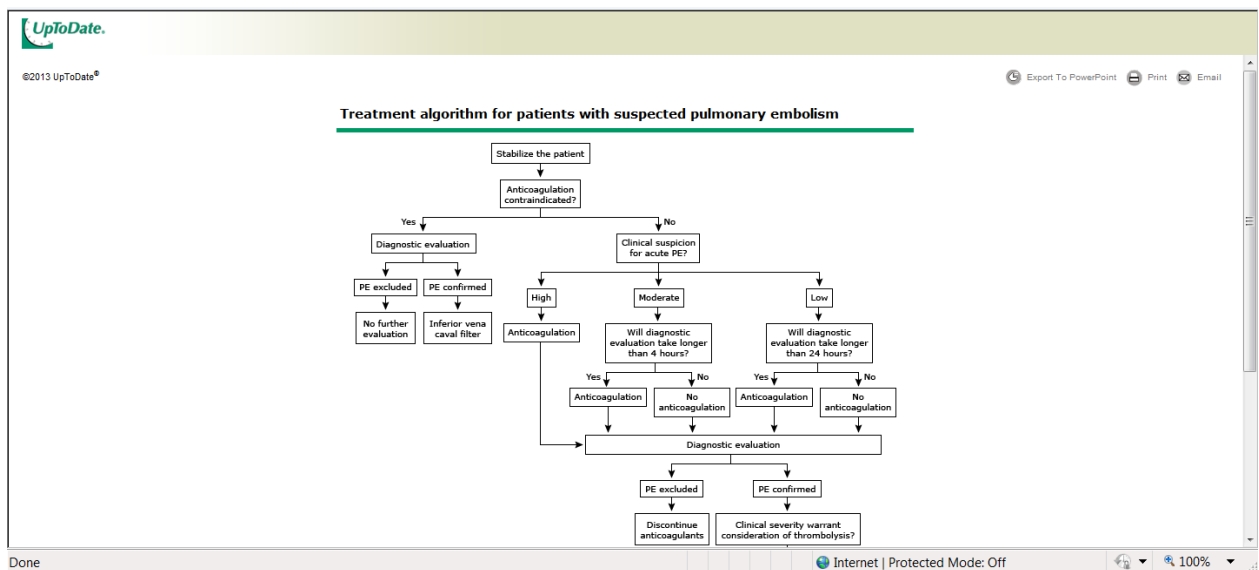 UpToDate.
©2013 UpToDate®
Export To PowerPoint Print Email
Treatment algorithm for patients with suspected pulmonary embolism
Stabilize the patient
Anticoagulation
contraindicated?
Yes
No
Diagnostic evaluation
Clinical suspicion
for acute PE?
PE excluded
PE confirmed
High
Moderate
Low
No further
evaluation
Inferior vena
caval filter
Anticoagulation
Will diagnostic
evaluation take longer
than 4 hours?
Will diagnostic
evaluation take longer
than 24 hours?
Yes
No
Yes
No
Anticoagulation
No
anticoagulation
Anticoagulation
No
anticoagulation
Diagnostic evaluation
PE excluded
PE confirmed
Discontinue
anticoagulants
Clinical severity warrant
consideration of thrombolysis?
Done
Internet | Protected Mode: Off
100%